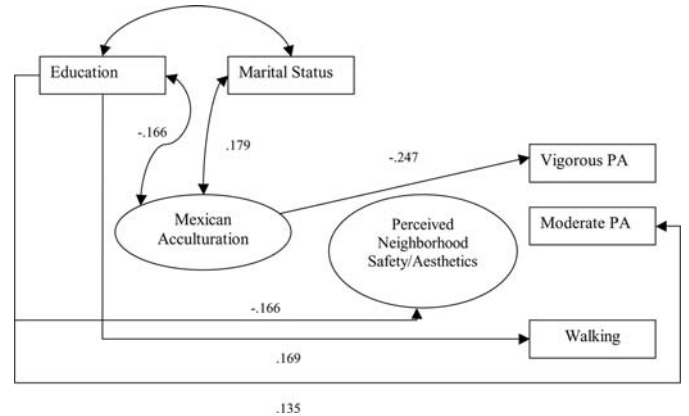 Education
Marital Status
-.166
.179
-.247
Vigorous PA
Mexican
Acculturation
Perceived
Neighborhood
Safety/Aesthetics
Moderate PA
-.166
Walking
.169
.135